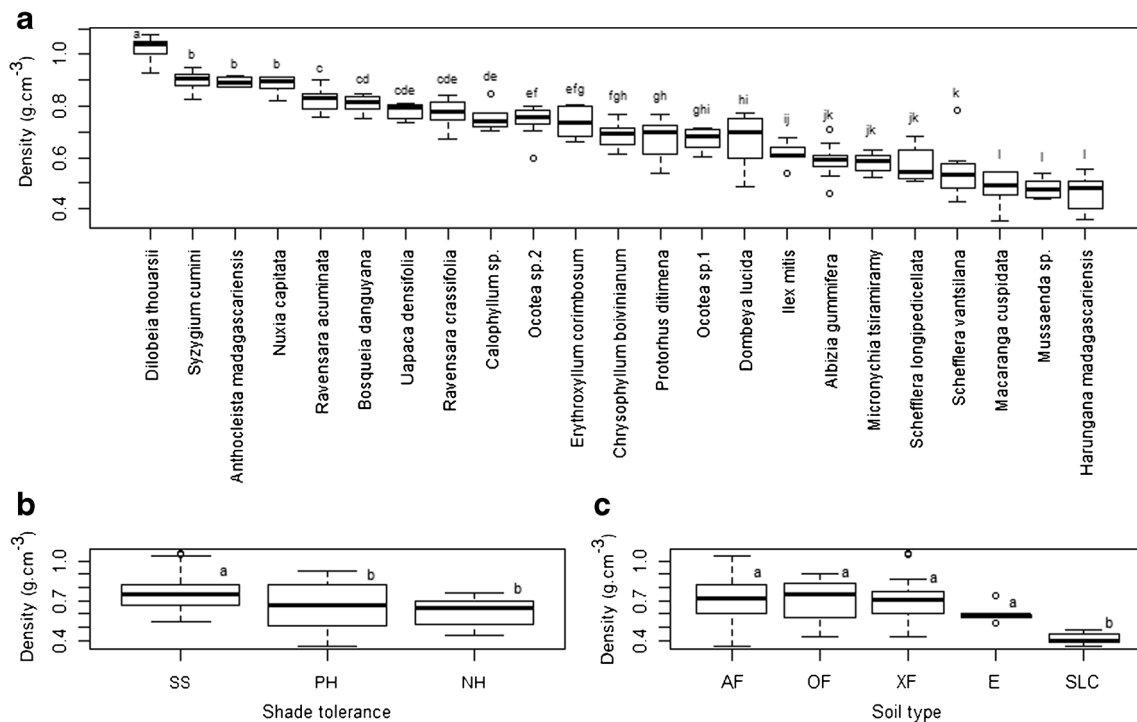 a
Density (g.cm-3)
1.0
0.8
0.6
0.4
a
b
b
b
c
cd
cde
cde
de
ef
efg
fgh
gh
ghi
hi
ij
jk
jk
jk
k
l
l
l
Dilobeia thouarsii
Syzygium cumini
Anthocleista madagascariensis
Nuxia capitata
Ravensara acuminata
Bosqueia danguyana
Uapaca densifolia
Ravensara crassifolia
Calophyllum sp.
Ocotea sp.2
Erythroxyllum corimbosum
Chrysophyllum boivinianum
Protorhus ditimena
Ocotea sp.1
Dombeya lucida
Ilex mitis
Albizia gummifera
Micronychia tsiramiramy
Schefflera longipedicellata
Schefflera vantsilana
Macaranga cuspidata
Mussaenda sp.
Harungana madagascariensis
b
Density (g.cm-3)
1.0
0.7
0.4
a
b
b
SS
PH
NH
Shade tolerance
c
Density (g.cm-3)
1.0
0.7
0.4
a
a
a
a
b
AF
OF
XF
E
SLC
Soil type